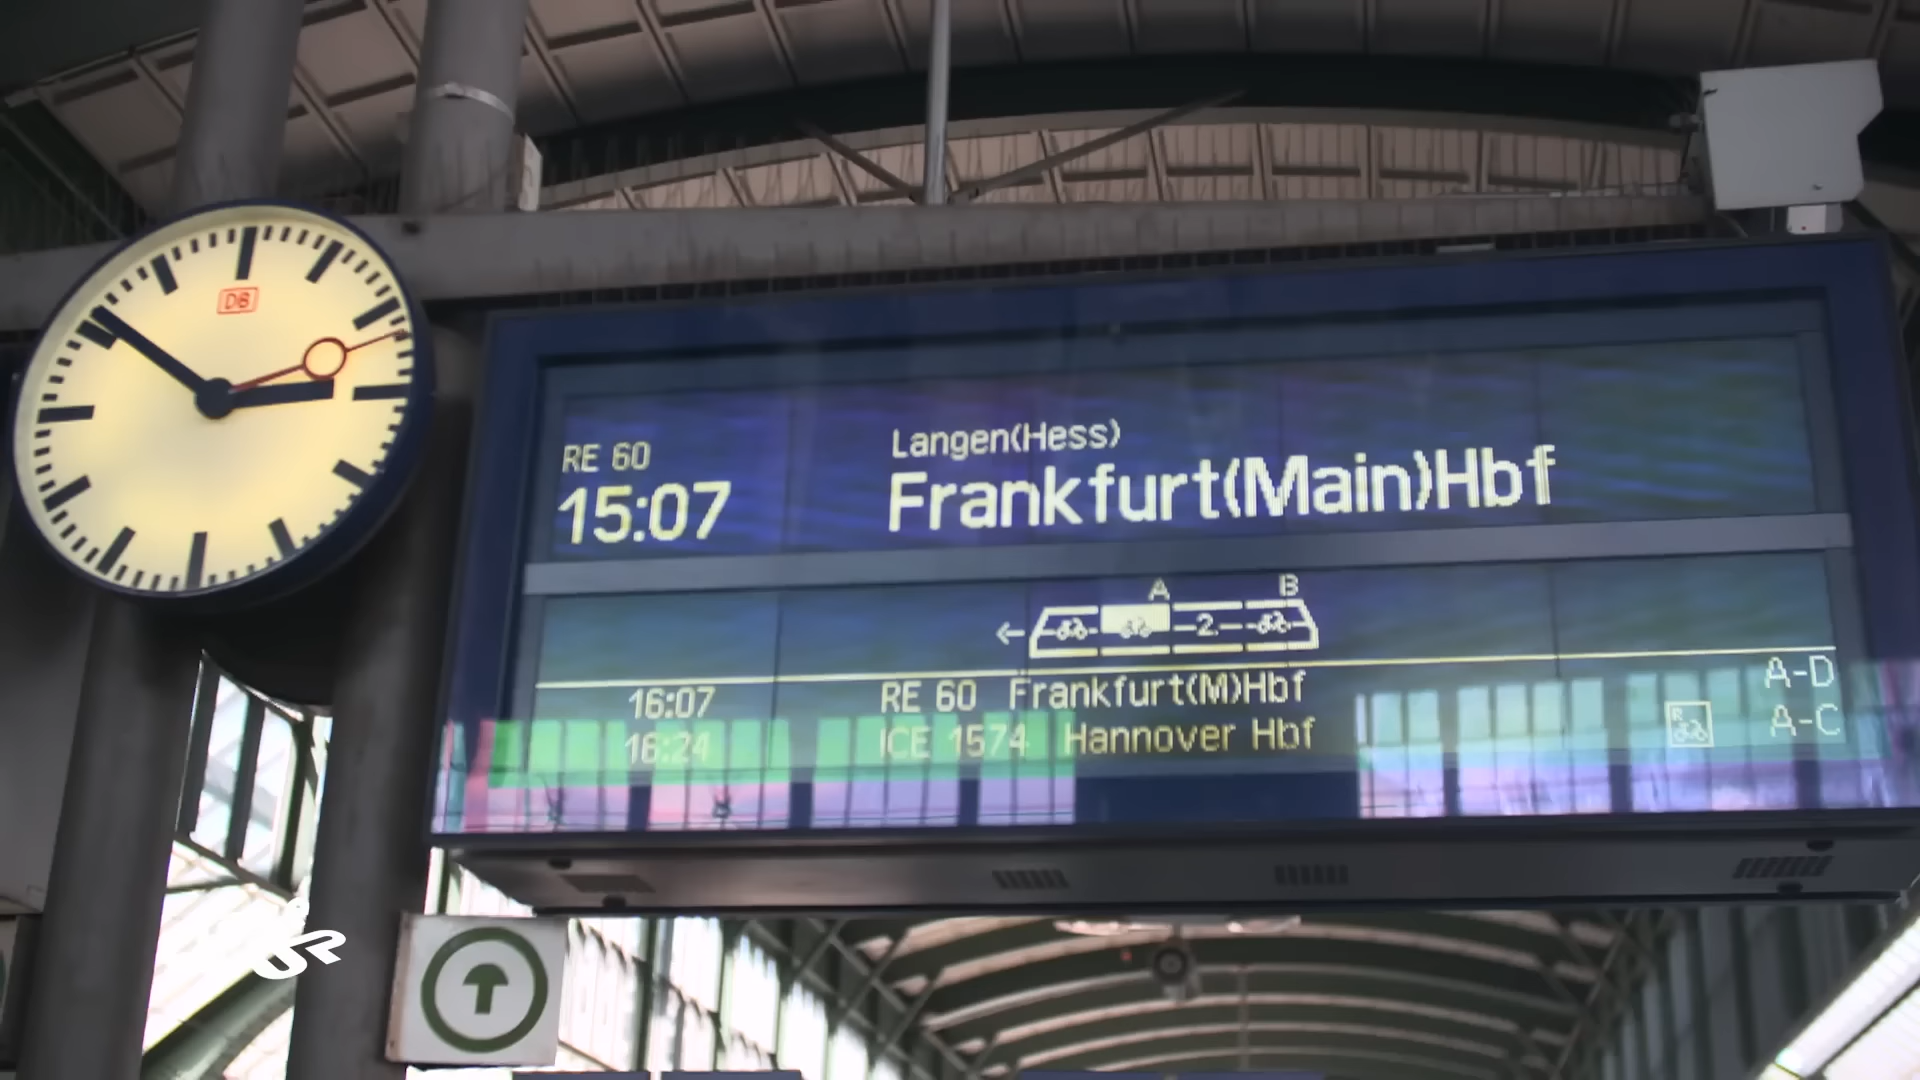 DB
RE 60
Langen(Hess)
15:07
Frankfurt(Main)Hbf
A B
2
16:07 RE 60 Frankfurt(M)Hbf A-D
16:24 ICE 1574 Hannover Hbf R A-C